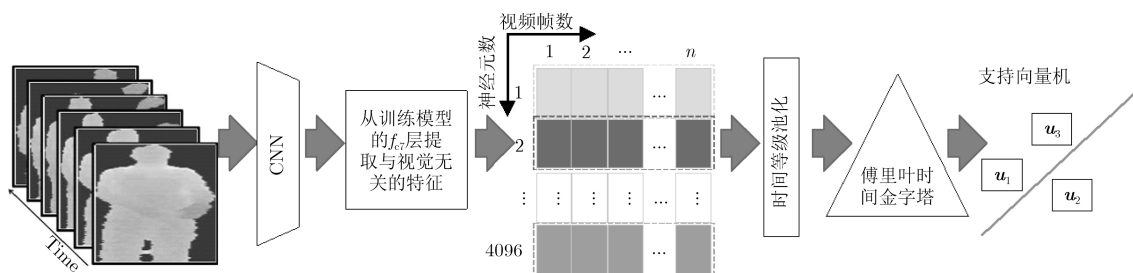 Time
CNN
从训练模型
的fc7层提
取与视觉无
关的特征
视频帧数
神经元数
1 2 ... n
1
2
⋮
4096
时间等级池化
傅里叶时
间金字塔
支持向量机
u3
u1
u2